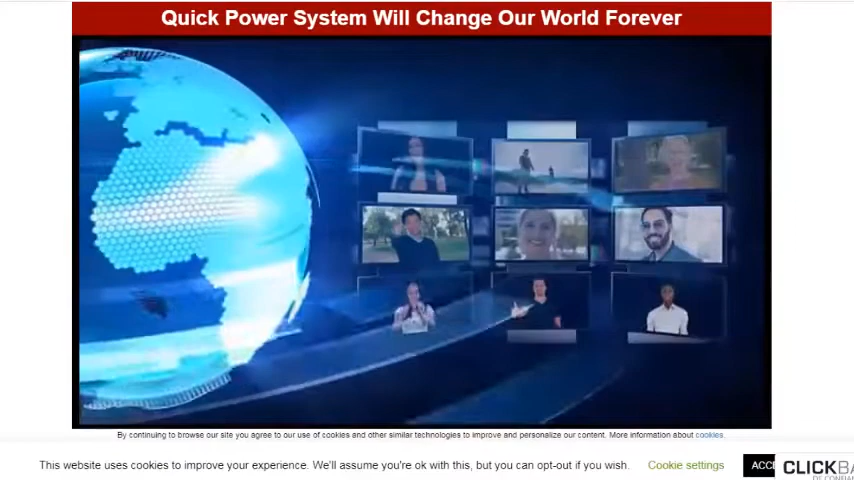 Quick Power System Will Change Our World Forever
By continuing to browse our site you agree to our use of cookies and other similar technologies to improve and personalize our content. More information about cookies.
This website uses cookies to improve your experience. We'll assume you're ok with this, but you can opt-out if you wish. Cookie settings ACCE
CLICKBA
DE CONFIAN